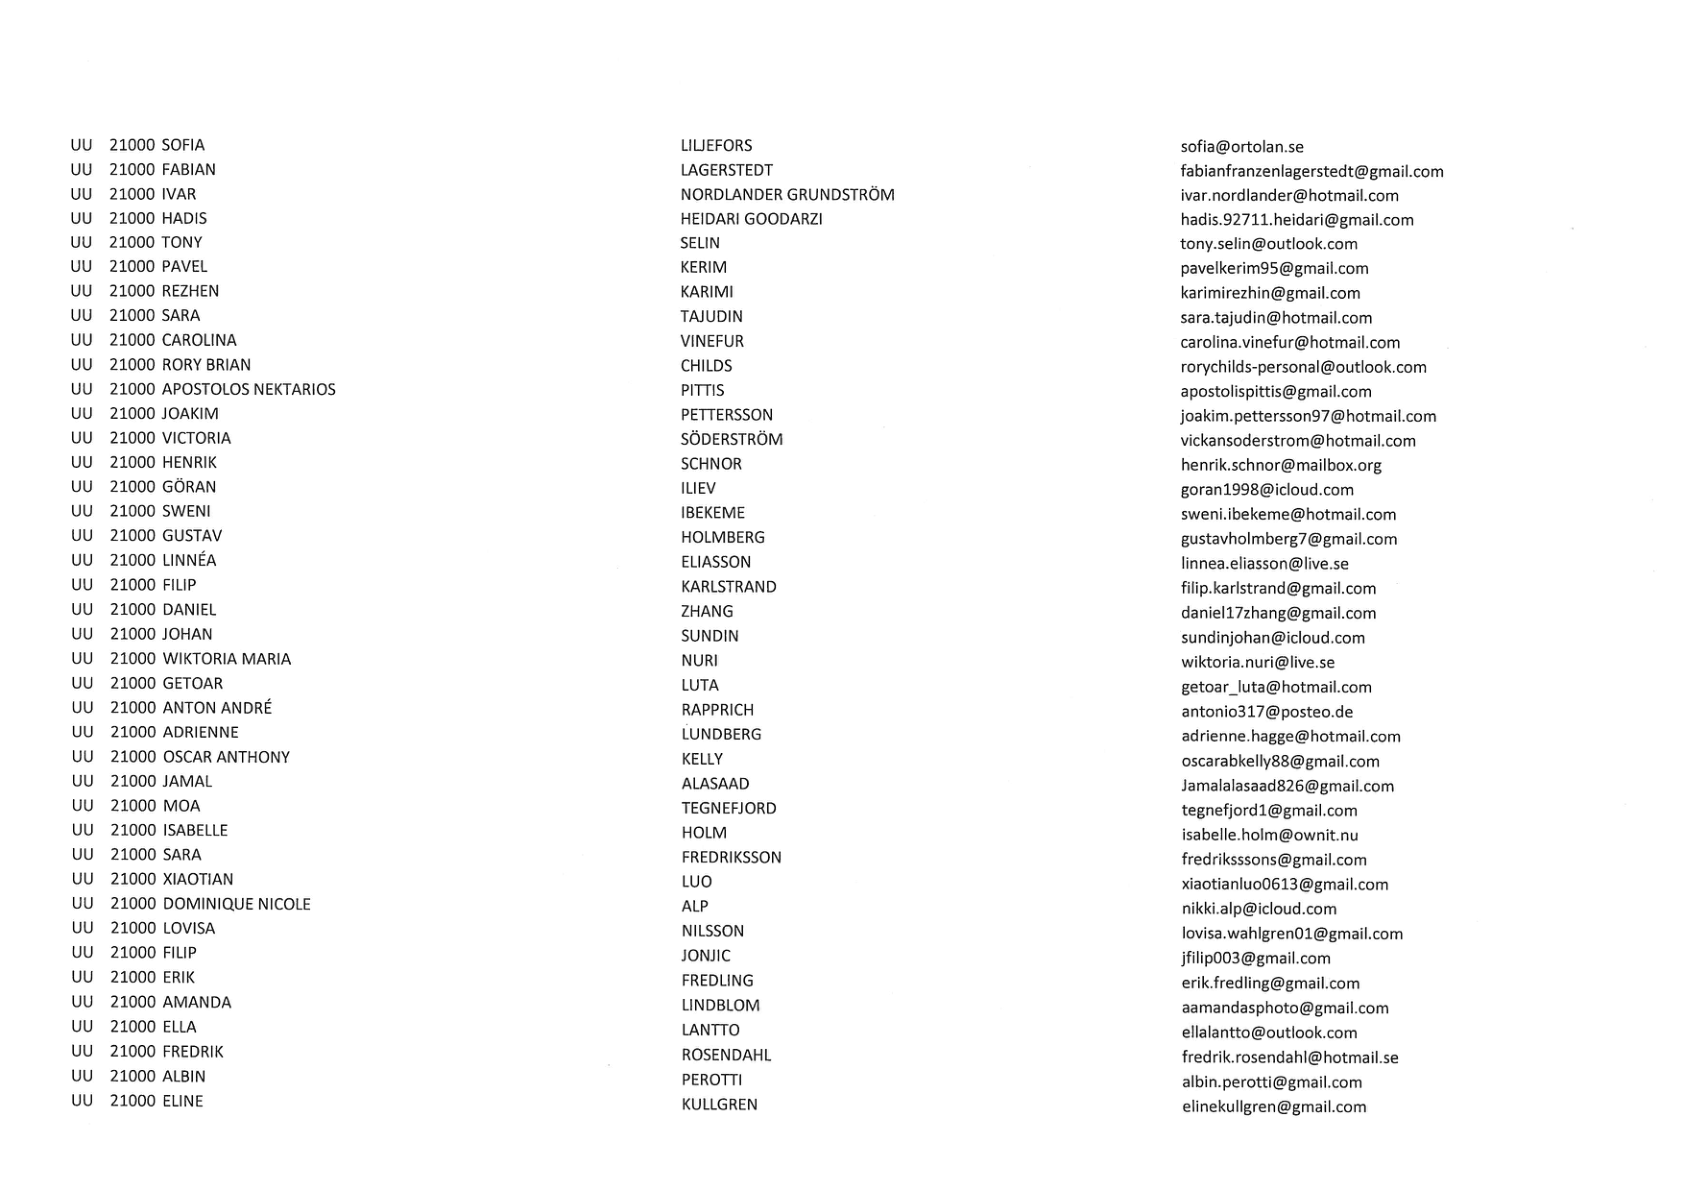 UU 21000 SOFIA LILJEFORS sofia@ortolan.se
UU 21000 FABIAN LAGERSTEDT fabianfranzenlagerstedt@gmail.com
UU 21000 IVAR NORDLANDER GRUNDSTRÖM ivar.nordlander@hotmail.com
UU 21000 HADIS HEIDARI GOODARZI hadis.92711.heidari@gmail.com
UU 21000 TONY SELIN tony.selin@outlook.com
UU 21000 PAVEL KERIM pavelkerim95@gmail.com
UU 21000 REZHEN KARIMI karimirezhin@gmail.com
UU 21000 SARA TAJUDIN sara.tajudin@hotmail.com
UU 21000 CAROLINA VINEFUR carolina.vinefur@hotmail.com
UU 21000 RORY BRIAN CHILDS rorychilds-personal@outlook.com
UU 21000 APOSTOLOS NEKTARIOS PITTIS apostolispittis@gmail.com
UU 21000 JOAKIM PETTERSSON joakim.pettersson97@hotmail.com
UU 21000 VICTORIA SÖDERSTRÖM vickansoderstrom@hotmail.com
UU 21000 HENRIK SCHNOR henrik.schnor@mailbox.org
UU 21000 GÖRAN ILIEV goran1998@icloud.com
UU 21000 SWENI IBEKEME sweni.ibekeme@hotmail.com
UU 21000 GUSTAV HOLMBERG gustavholmberg7@gmail.com
UU 21000 LINNÉA ELIASSON linnea.eliasson@live.se
UU 21000 FILIP KARLSTRAND filip.karlstrand@gmail.com
UU 21000 DANIEL ZHANG daniel17zhang@gmail.com
UU 21000 JOHAN SUNDIN sundinjohan@icloud.com
UU 21000 WIKTORIA MARIA NURI wiktoria.nuri@live.se
UU 21000 GETOAR LUTA getoar_luta@hotmail.com
UU 21000 ANTON ANDRÉ RAPPRICH antonio317@posteo.de
UU 21000 ADRIENNE LUNDBERG adrienne.hagge@hotmail.com
UU 21000 OSCAR ANTHONY KELLY oscarabkelly88@gmail.com
UU 21000 JAMAL ALASAAD Jamalalasaad826@gmail.com
UU 21000 MOA TEGNEFJORD tegnefjord1@gmail.com
UU 21000 ISABELLE HOLM isabelle.holm@ownit.nu
UU 21000 SARA FREDRIKSSON fredriksssons@gmail.com
UU 21000 XIAOTIAN LUO xiaotianluo0613@gmail.com
UU 21000 DOMINIQUE NICOLE ALP nikki.alp@icloud.com
UU 21000 LOVISA NILSSON lovisa.wahlgren01@gmail.com
UU 21000 FILIP JONJIC jfilip003@gmail.com
UU 21000 ERIK FREDLING erik.fredling@gmail.com
UU 21000 AMANDA LINDBLOM aamandasphoto@gmail.com
UU 21000 ELLA LANTTO ellalantto@outlook.com
UU 21000 FREDRIK ROSENDAHL fredrik.rosendahl@hotmail.se
UU 21000 ALBIN PEROTTI albin.perotti@gmail.com
UU 21000 ELINE KULLGREN elinekullgren@gmail.com